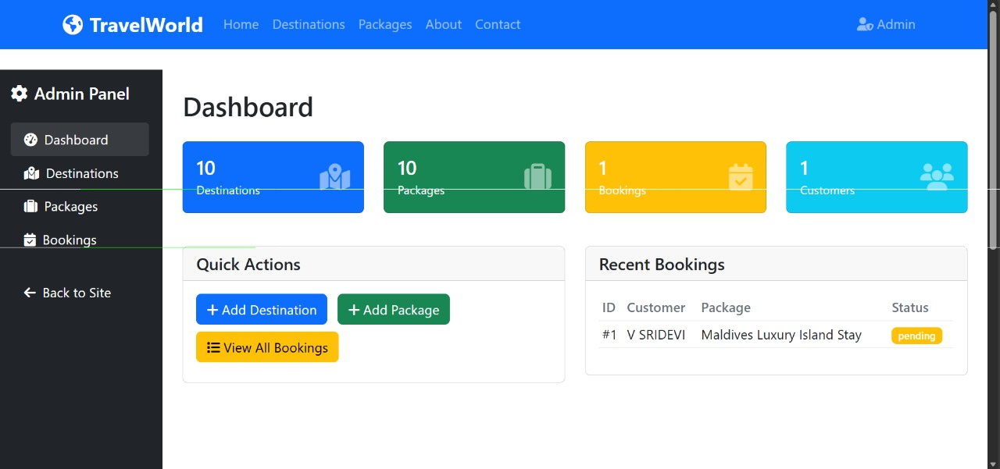 TravelWorld Home Destinations Packages About Contact Admin
Admin Panel
Dashboard
Destinations
Packages
Bookings
Back to Site
Dashboard
10
Destinations
10
Packages
1
Bookings
1
Customers
Quick Actions
Add Destination
Add Package
View All Bookings
Recent Bookings
ID Customer Package Status
#1 V SRIDEVI Maldives Luxury Island Stay pending